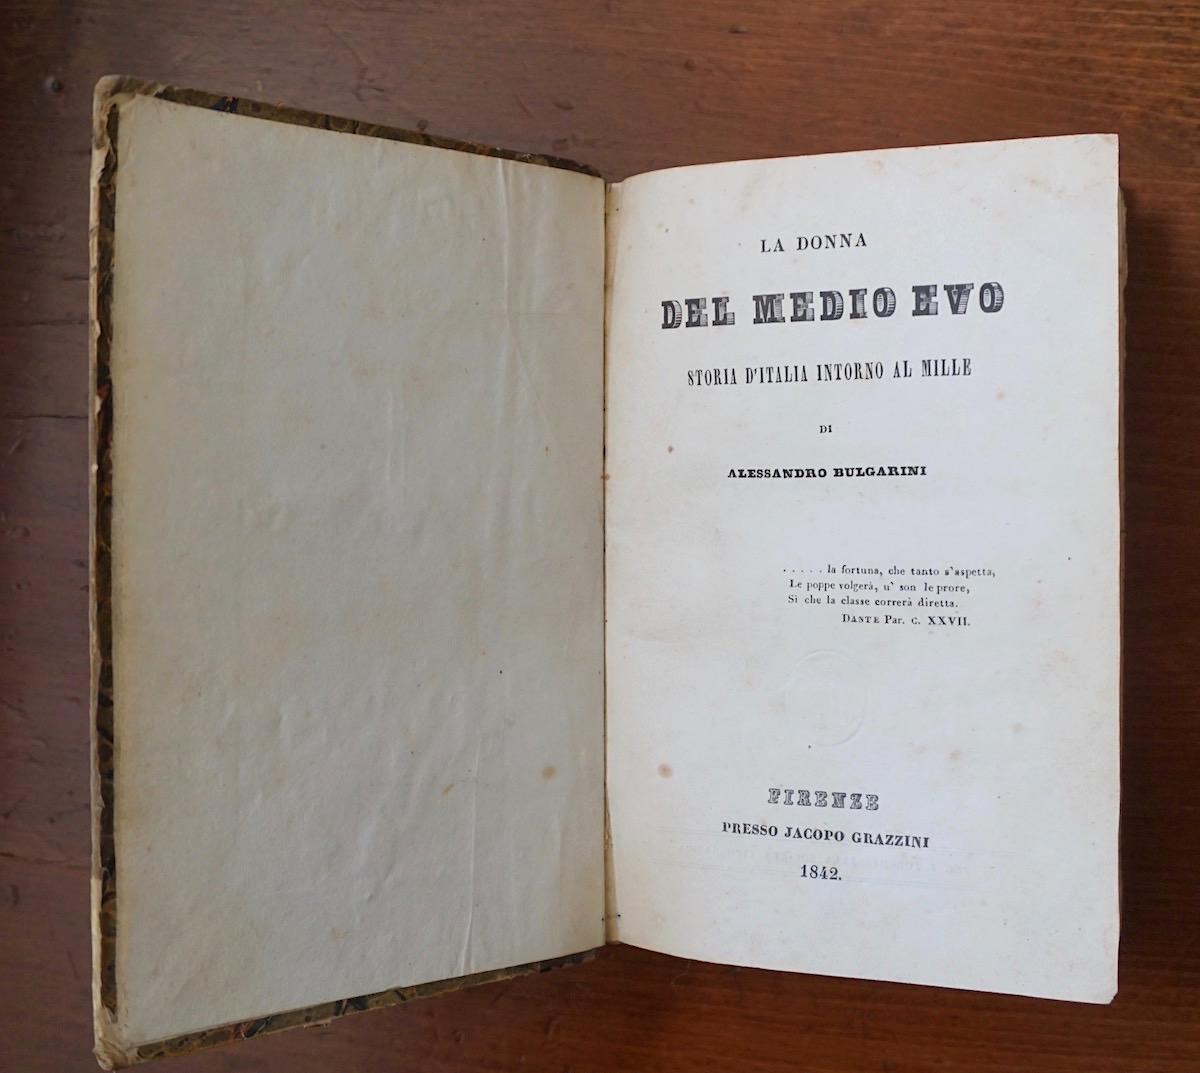 LA DONNA
DEL MEDIO EVO
STORIA D'ITALIA INTORNO AL MILLE
DI
ALESSANDRO BULGARINI
. . . . . la fortuna, che tanto s'aspetta,
Le poppe volgerà, u' son le prore,
Sì che la classe correrà diretta.
DANTE Par. C. XXVII.
FIRENZE
PRESSO JACOPO GRAZZINI
1842.